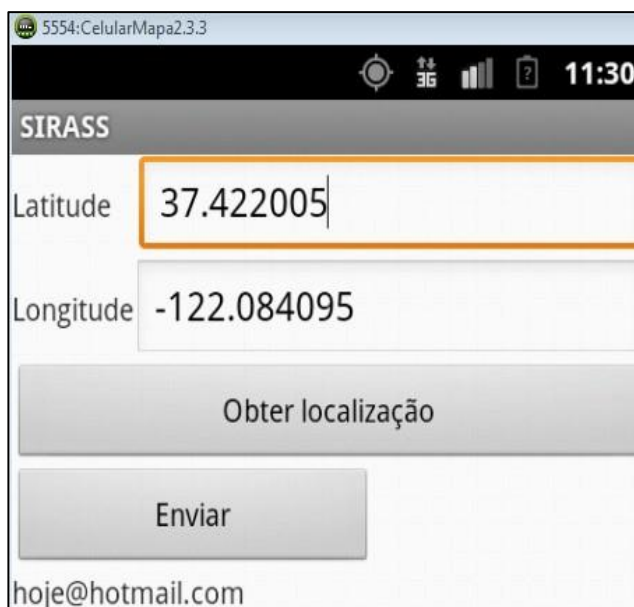 5554:CelularMapa2.3.3
3G ? 11:30
SIRASS
Latitude 37.422005
Longitude -122.084095
Obter localização
Enviar
hoje@hotmail.com